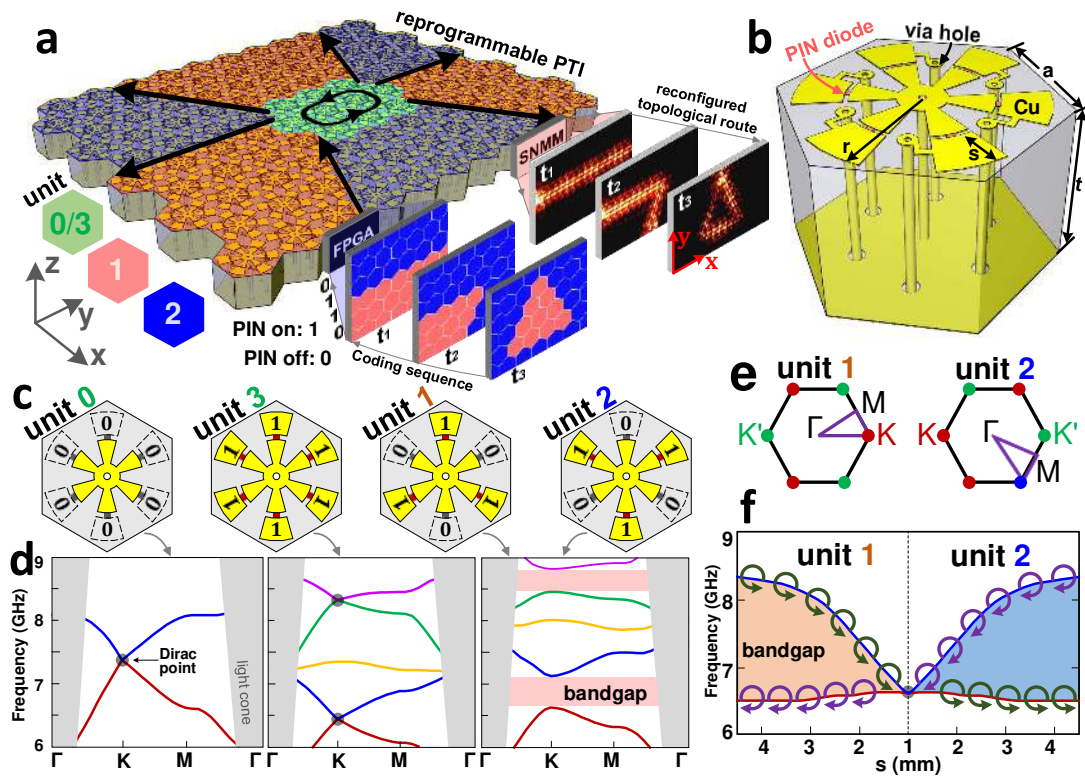 a
reprogrammable PTI
reconfigured
topological route
SNMM
t1
t2
t3
y
x
unit
0/3
1
2
z
y
x
FPGA
0
1
1
0
PIN on: 1
PIN off: 0
t1
t2
t3
Coding sequence
b
PIN diode
via hole
a
Cu
r
s
t
c
unit 0
0
0
0
0
0
0
unit 3
1
1
1
1
1
1
unit 1
1
0
0
1
1
0
unit 2
0
1
1
0
0
1
d
Frequency (GHz)
9
8
7
6
Dirac
point
light cone
bandgap
Γ
K
M
Γ
Γ
K
M
Γ
Γ
K
M
Γ
e
unit 1
K'
Γ
M
K
unit 2
K
Γ
M
K'
f
Frequency (GHz)
9
8
7
6
unit 1
unit 2
bandgap
4
3
2
1
2
3
4
s (mm)